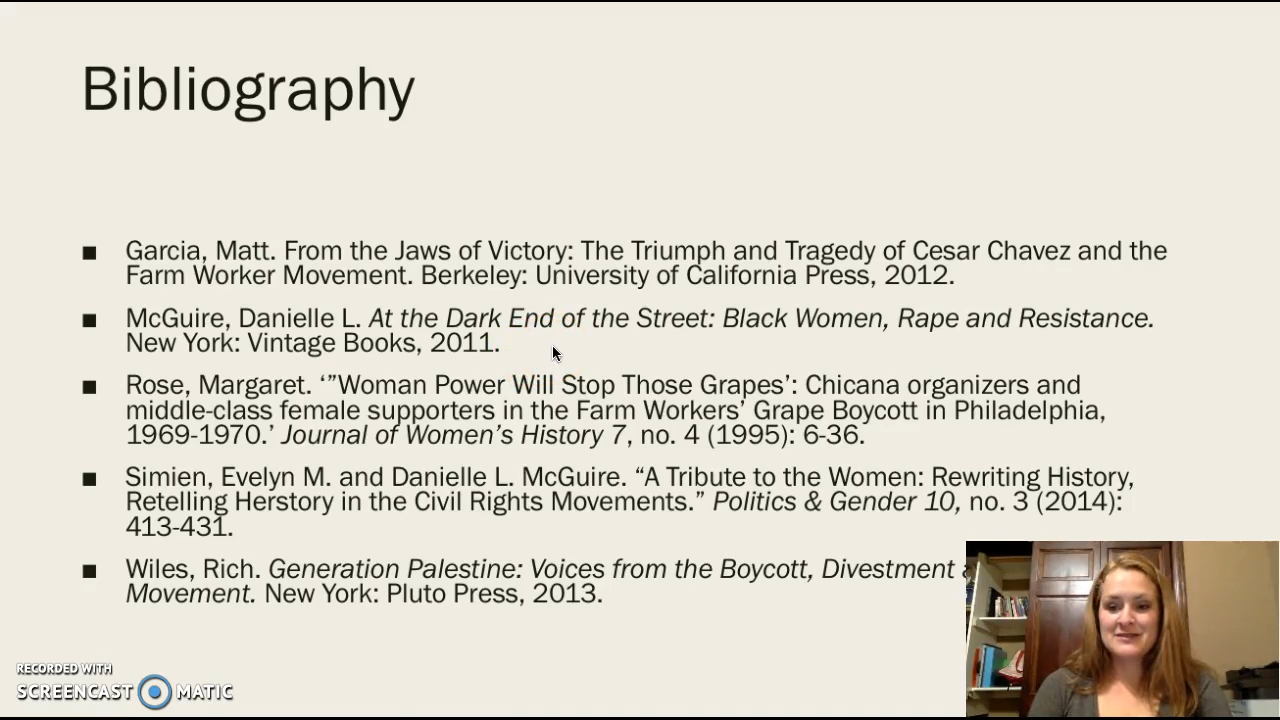 Bibliography
■ Garcia, Matt. From the Jaws of Victory: The Triumph and Tragedy of Cesar Chavez and the
Farm Worker Movement. Berkeley: University of California Press, 2012.
■ McGuire, Danielle L. At the Dark End of the Street: Black Women, Rape and Resistance.
New York: Vintage Books, 2011.
■ Rose, Margaret. ‘”Woman Power Will Stop Those Grapes’: Chicana organizers and
middle-class female supporters in the Farm Workers’ Grape Boycott in Philadelphia,
1969-1970.’ Journal of Women’s History 7, no. 4 (1995): 6-36.
■ Simien, Evelyn M. and Danielle L. McGuire. “A Tribute to the Women: Rewriting History,
Retelling Herstory in the Civil Rights Movements.” Politics & Gender 10, no. 3 (2014):
413-431.
■ Wiles, Rich. Generation Palestine: Voices from the Boycott, Divestment
Movement. New York: Pluto Press, 2013.
RECORDED WITH
SCREENCAST MATIC